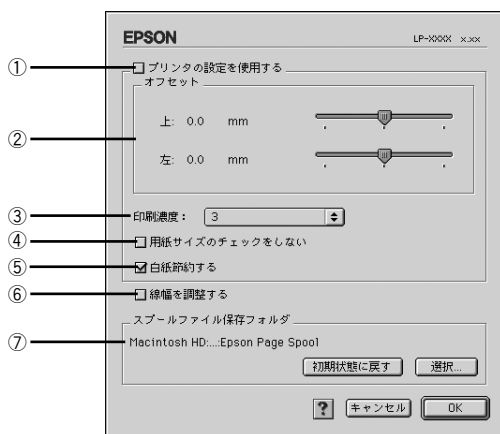 EPSON LP-XXXX x.xx
① プリンタの設定を使用する
オフセット
② 上: 0.0 mm
左: 0.0 mm
③ 印刷濃度： 3
④ 用紙サイズのチェックをしない
⑤ 白紙節約する
⑥ 線幅を調整する
スプールファイル保存フォルダ
⑦ Macintosh HD:...:Epson Page Spool
初期状態に戻す 選択...
? キャンセル OK